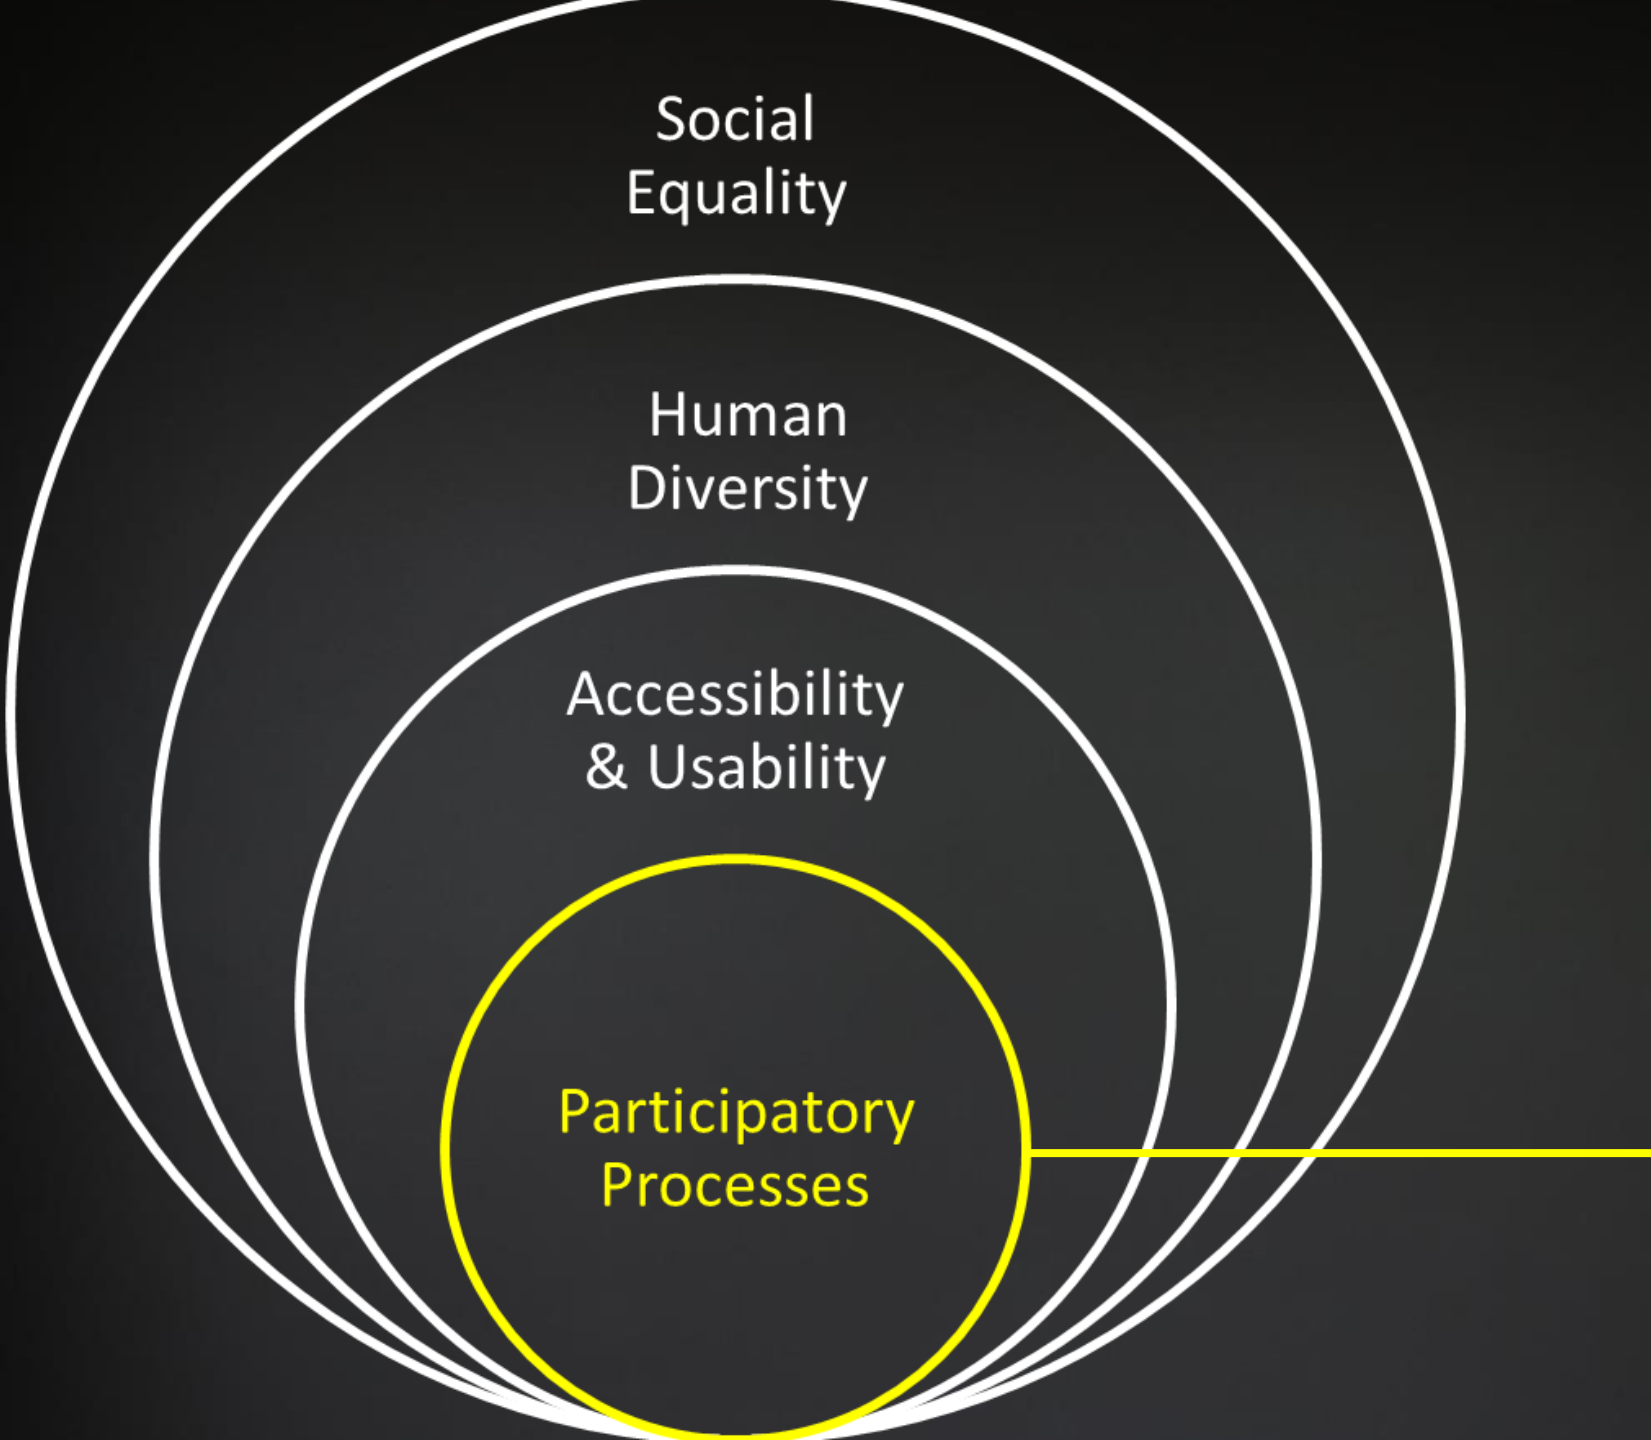 Social
Equality
Human
Diversity
Accessibility
& Usability
Participatory
Processes